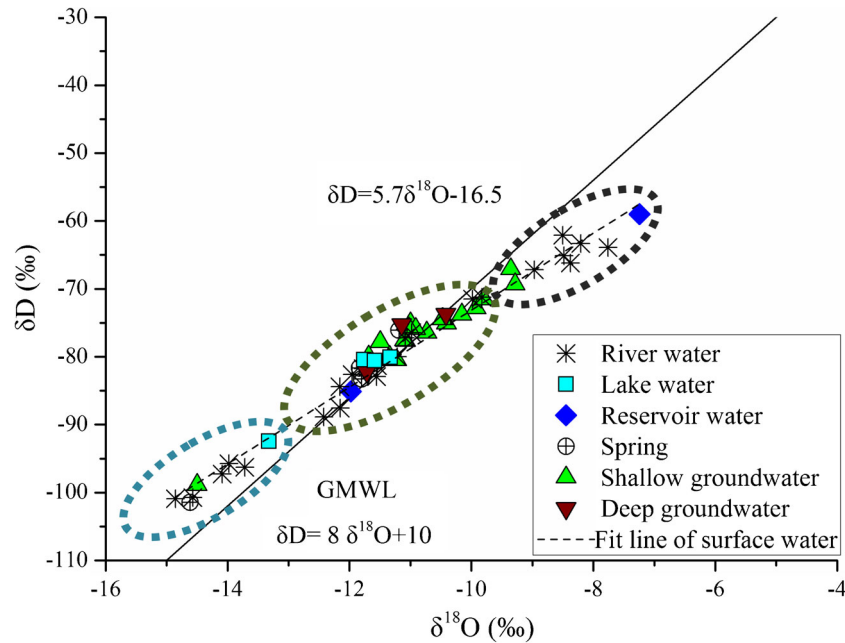 -30
-40
-50
-60
-70
-80
-90
-100
-110
δD (‰)
δD=5.7δ¹⁸O-16.5
GMWL
δD= 8 δ¹⁸O+10
River water
Lake water
Reservoir water
Spring
Shallow groundwater
Deep groundwater
Fit line of surface water
-16 -14 -12 -10 -8 -6 -4
δ¹⁸O (‰)